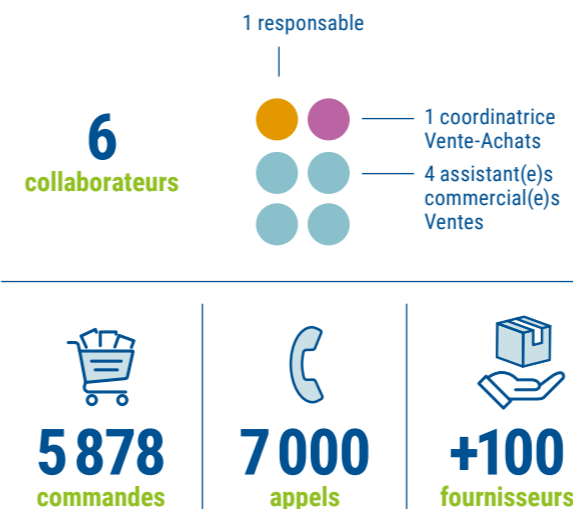 1 responsable
6
collaborateurs
1 coordinatrice
Vente-Achats
4 assistant(e)s
commercial(e)s
Ventes
5 878
commandes
7 000
appels
+100
fournisseurs